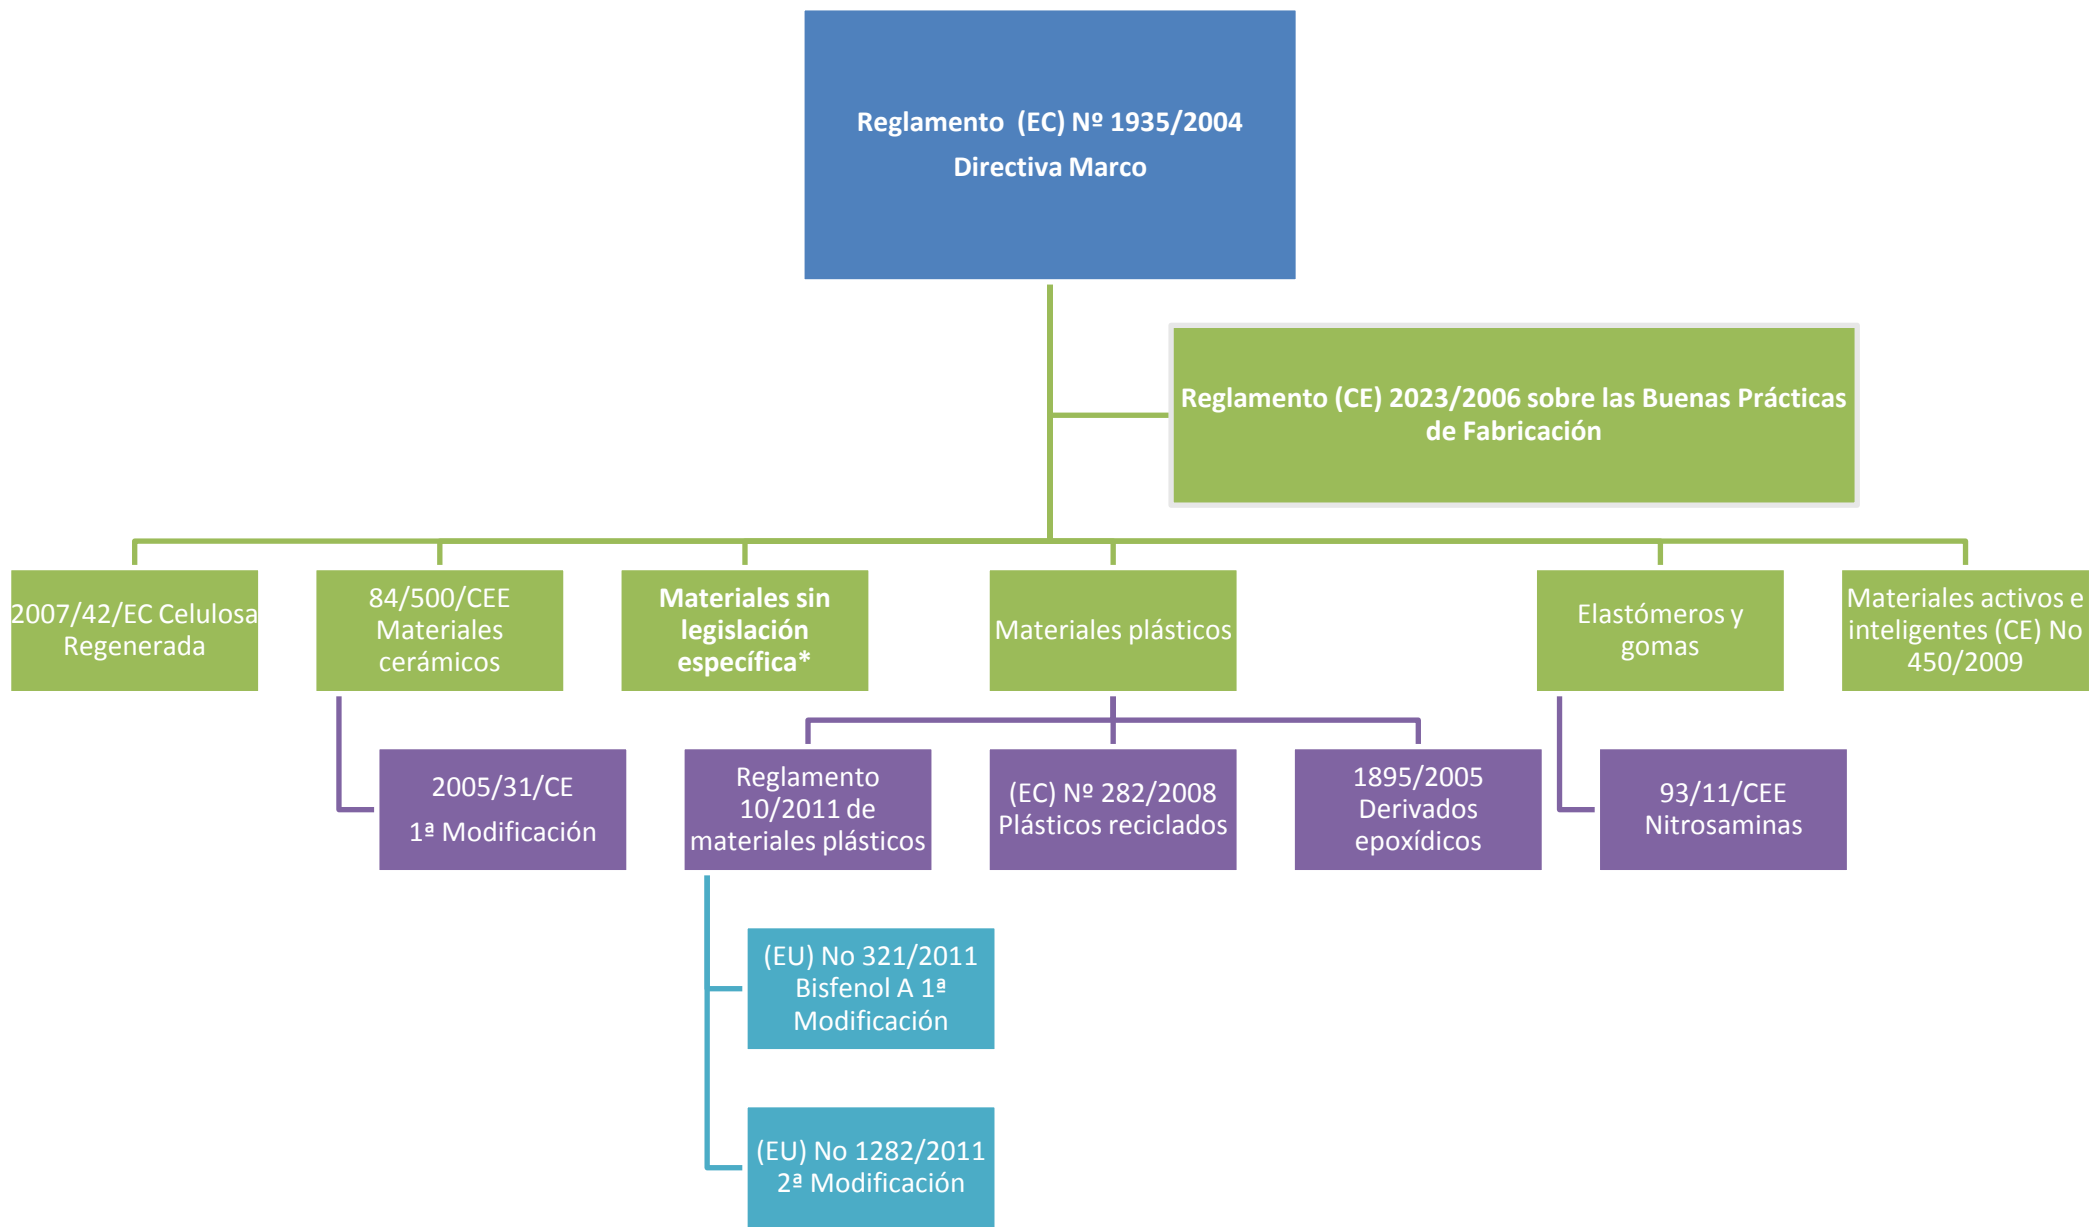 Reglamento (EC) Nº 1935/2004
Directiva Marco
Reglamento (CE) 2023/2006 sobre las Buenas Prácticas
de Fabricación
2007/42/EC Celulosa
Regenerada
84/500/CEE
Materiales
cerámicos
Materiales sin
legislación
específica*
Materiales plásticos
Elastómeros y
gomas
Materiales activos e
inteligentes (CE) No
450/2009
2005/31/CE
1ª Modificación
Reglamento
10/2011 de
materiales plásticos
(EC) Nº 282/2008
Plásticos reciclados
1895/2005
Derivados
epoxídicos
93/11/CEE
Nitrosaminas
(EU) No 321/2011
Bisfenol A 1ª
Modificación
(EU) No 1282/2011
2ª Modificación